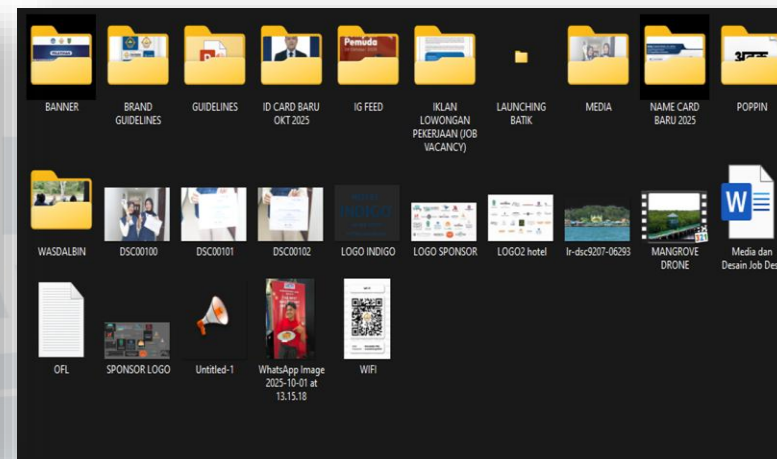 Pemuda
BANNER
BRAND
GUIDELINES
GUIDELINES
ID CARD BARU
OKT 2025
IG FEED
IKLAN
LOWONGAN
PEKERJAAN (JOB
VACANCY)
LAUNCHING
BATIK
MEDIA
NAME CARD
BARU 2025
POPPIN
WASDALBIN
DSC00100
DSC00101
DSC00102
INDIGO
LOGO INDIGO
LOGO SPONSOR
LOGO2 hotel
lr-dsc9207-06293
121
MANGROVE
DRONE
W
Media dan
Desain Job Des
OFL
SPONSOR LOGO
Untitled-1
WhatsApp Image
2025-10-01 at
13.15.18
WIFI